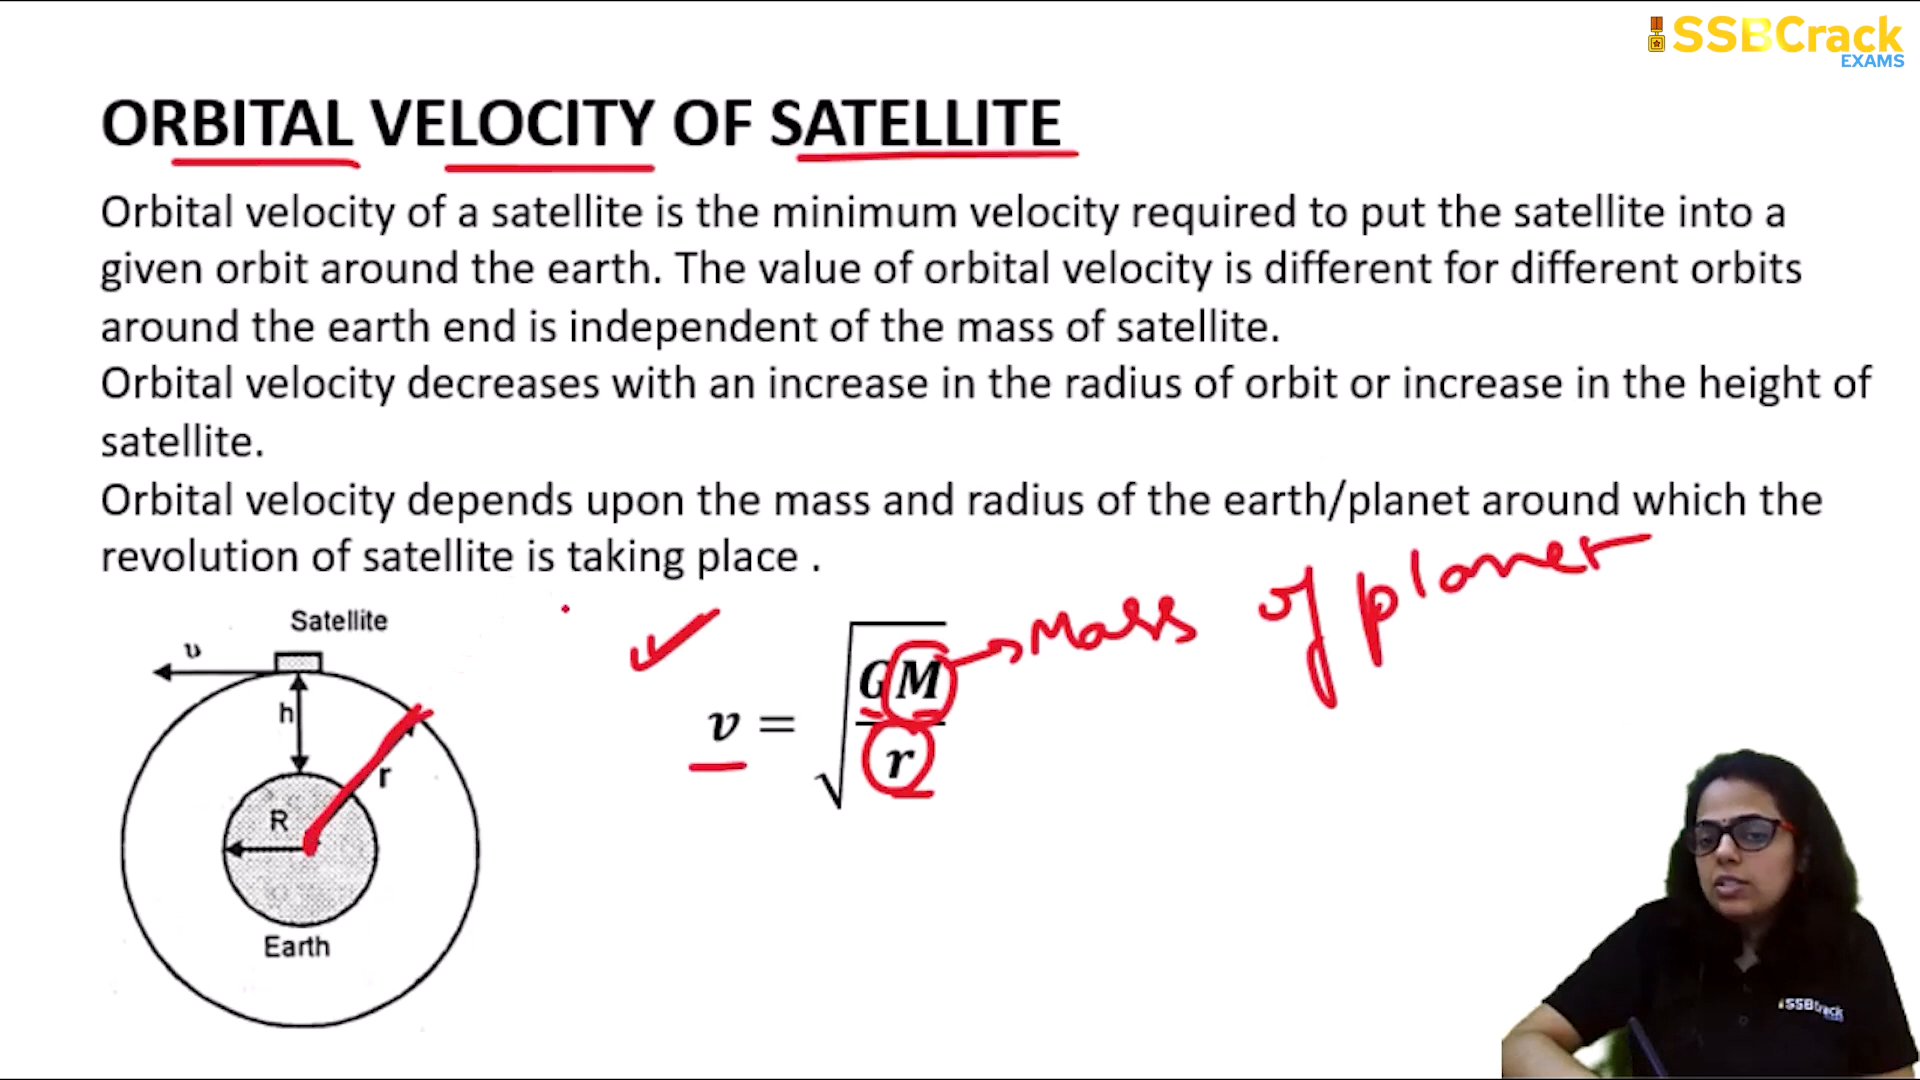 SSBCrack
EXAMS
ORBITAL VELOCITY OF SATELLITE
Orbital velocity of a satellite is the minimum velocity required to put the satellite into a
given orbit around the earth. The value of orbital velocity is different for different orbits
around the earth end is independent of the mass of satellite.
Orbital velocity decreases with an increase in the radius of orbit or increase in the height of
satellite.
Orbital velocity depends upon the mass and radius of the earth/planet around which the
revolution of satellite is taking place .
Satellite
υ
h
r
R
Earth
v = √(GM/r)
Mass of planet
SSBCrack